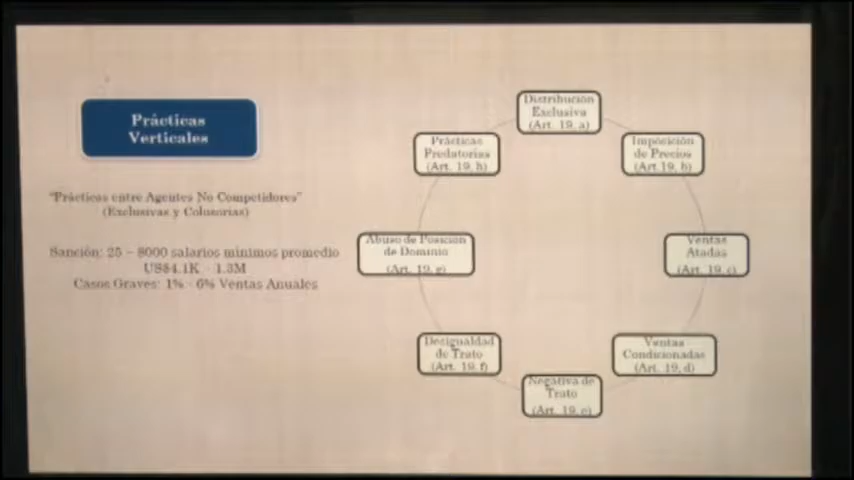 Prácticas
Verticales
"Prácticas entre Agentes No Competidores"
(Exclusivas y Colusorias)
Sanción: 25 – 8000 salarios mínimos promedio
US$4.1K - 1.3M
Casos Graves: 1% - 6% Ventas Anuales
Distribución
Exclusiva
(Art. 19, a)
Imposición
de Precios
(Art.19, b)
Ventas
Atadas
(Art. 19, c)
Ventas
Condicionadas
(Art. 19, d)
Negativa de
Trato
(Art. 19, e)
Desigualdad
de Trato
(Art. 19, f)
Abuso de Posición
de Dominio
(Art. 19, g)
Prácticas
Predatorias
(Art. 19, h)